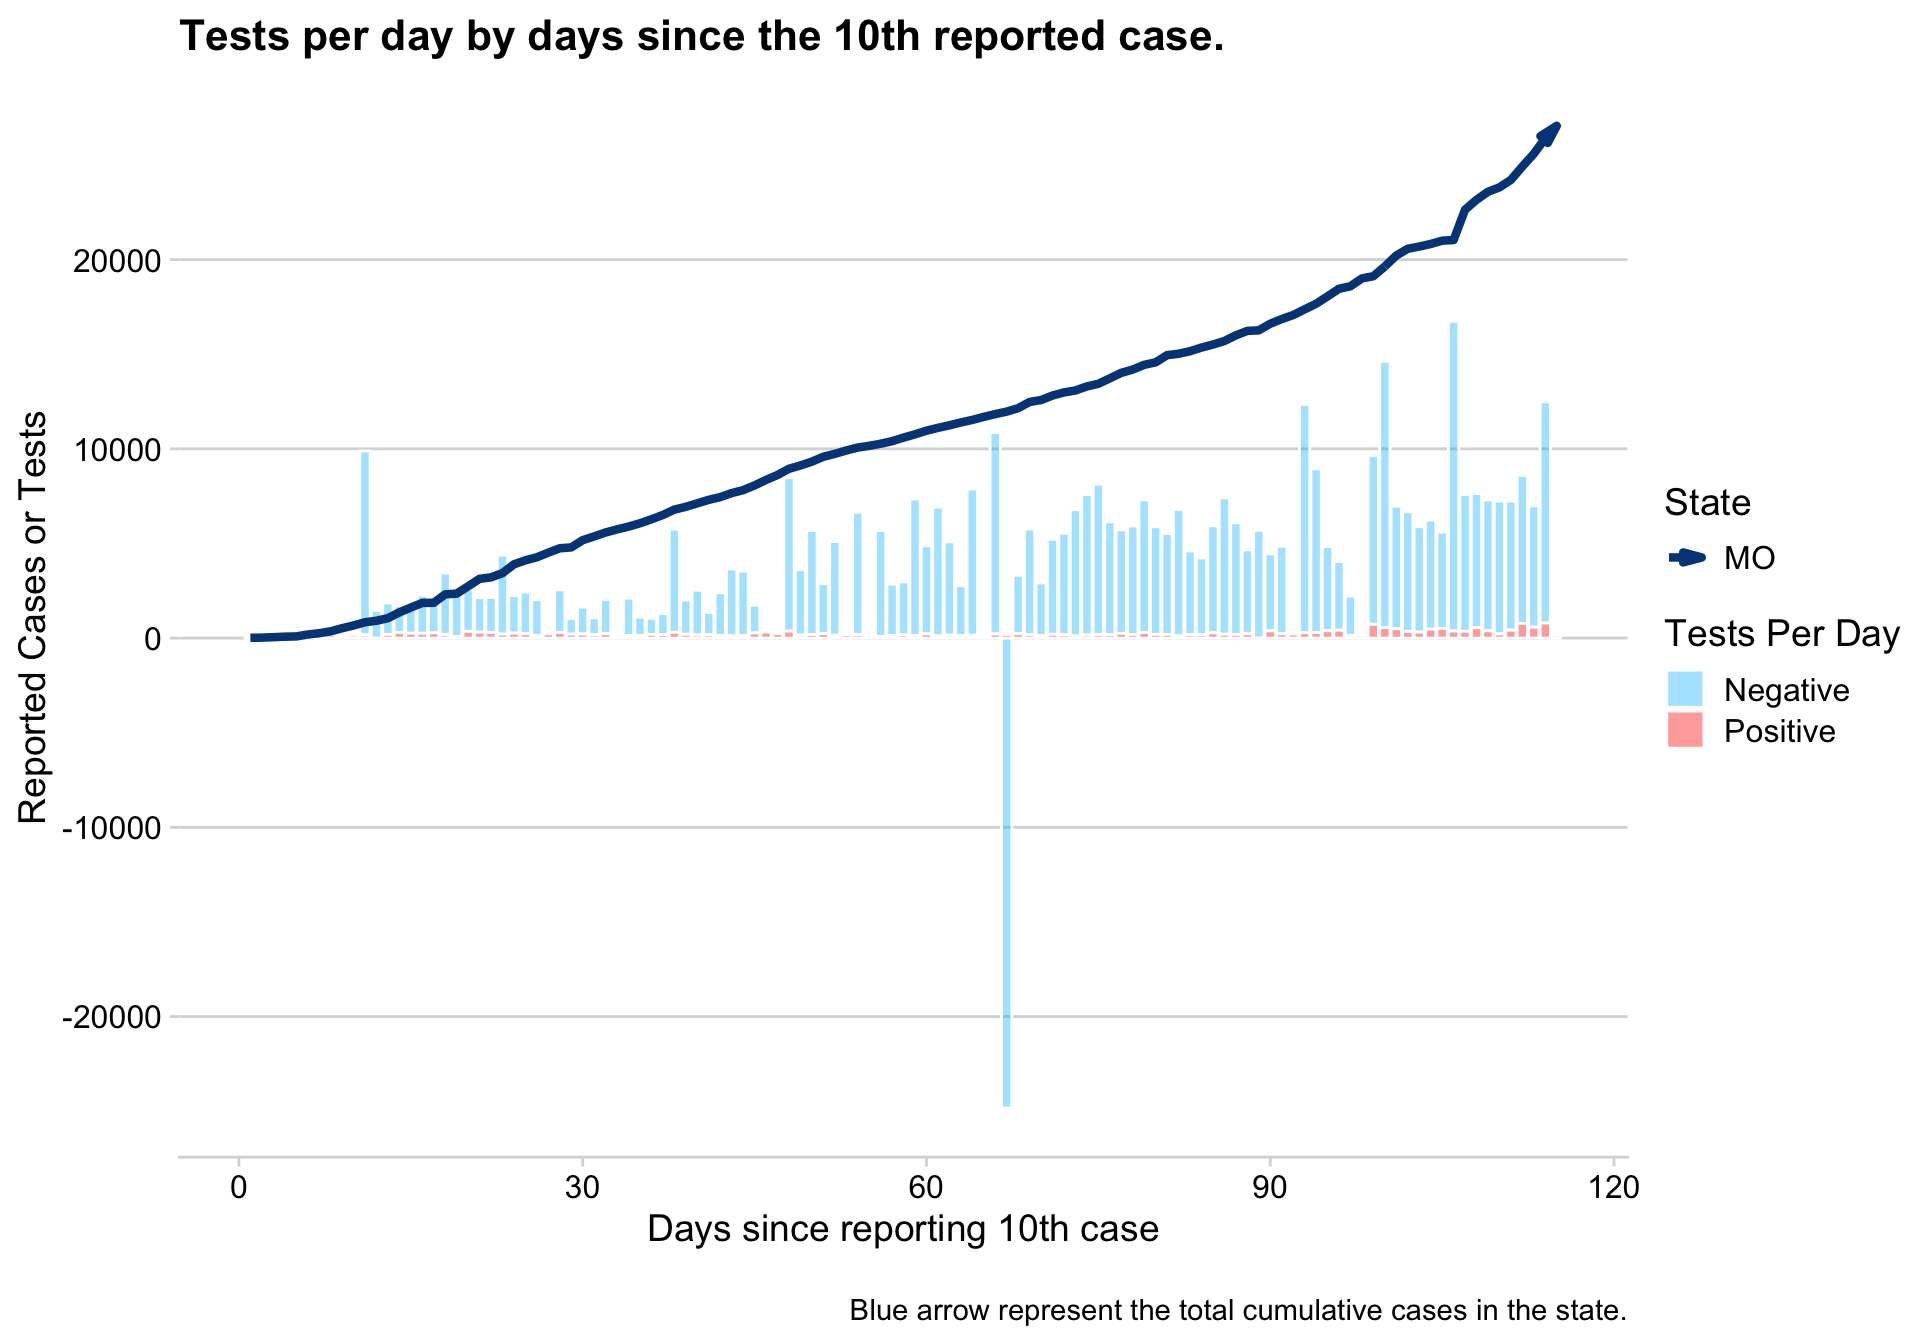 Tests per day by days since the 10th reported case.
Reported Cases or Tests
20000
10000
0
-10000
-20000
0
30
60
90
120
Days since reporting 10th case
State
MO
Tests Per Day
Negative
Positive
Blue arrow represent the total cumulative cases in the state.